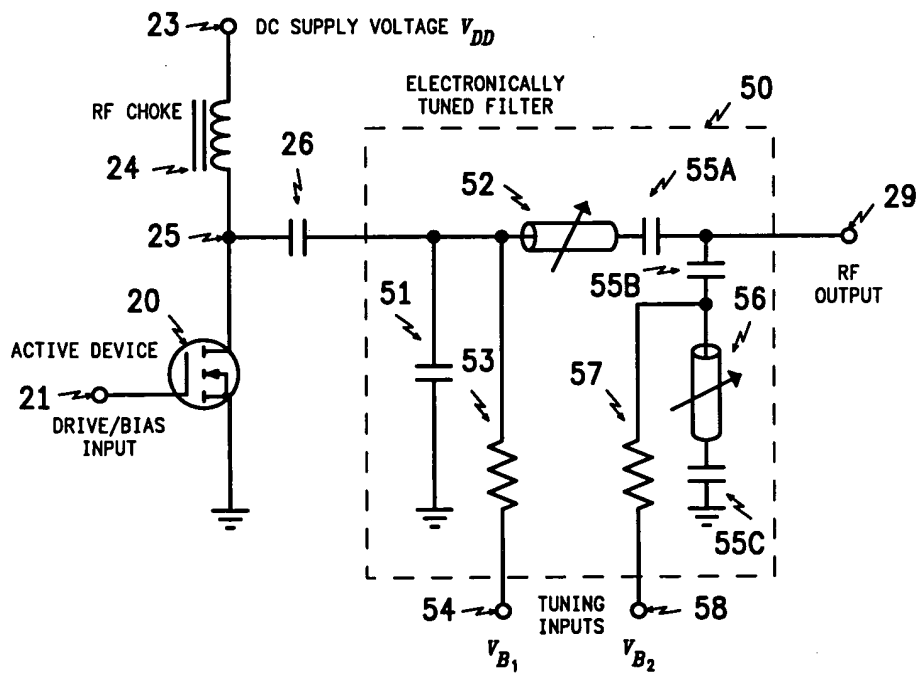 23
DC SUPPLY VOLTAGE V_DD
ELECTRONICALLY
TUNED FILTER
50
RF CHOKE
24
26
52
55A
29
25
55B
RF
OUTPUT
20
51
56
ACTIVE DEVICE
53
57
21
DRIVE/BIAS
INPUT
55C
54
TUNING
INPUTS
58
V_B1
V_B2